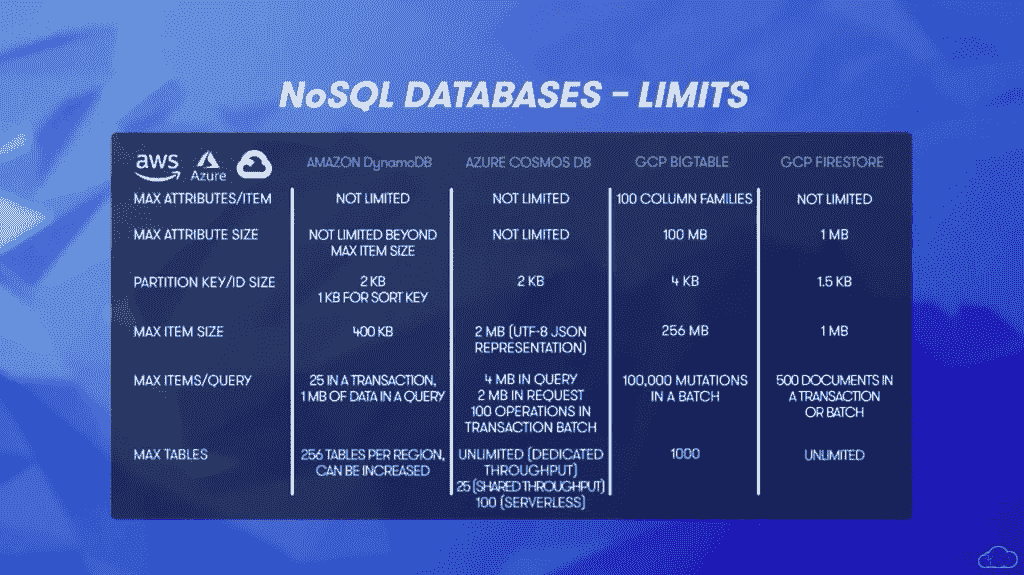 NoSQL DATABASES – LIMITS
aws Azure AMAZON DynamoDB AZURE COSMOS DB GCP BIGTABLE GCP FIRESTORE
MAX ATTRIBUTES/ITEM NOT LIMITED NOT LIMITED 100 COLUMN FAMILIES NOT LIMITED
MAX ATTRIBUTE SIZE NOT LIMITED BEYOND NOT LIMITED 100 MB 1 MB
MAX ITEM SIZE
PARTITION KEY/ID SIZE 2 KB 2 KB 4 KB 1.5 KB
1 KB FOR SORT KEY
MAX ITEM SIZE 400 KB 2 MB (UTF-8 JSON 256 MB 1 MB
REPRESENTATION)
MAX ITEMS/QUERY 25 IN A TRANSACTION, 4 MB IN QUERY 100,000 MUTATIONS 500 DOCUMENTS IN
1 MB OF DATA IN A QUERY 2 MB IN REQUEST IN A BATCH A TRANSACTION
100 OPERATIONS IN OR BATCH
TRANSACTION BATCH
MAX TABLES 256 TABLES PER REGION, UNLIMITED (DEDICATED 1000 UNLIMITED
CAN BE INCREASED THROUGHPUT)
25 (SHARED THROUGHPUT)
100 (SERVERLESS)